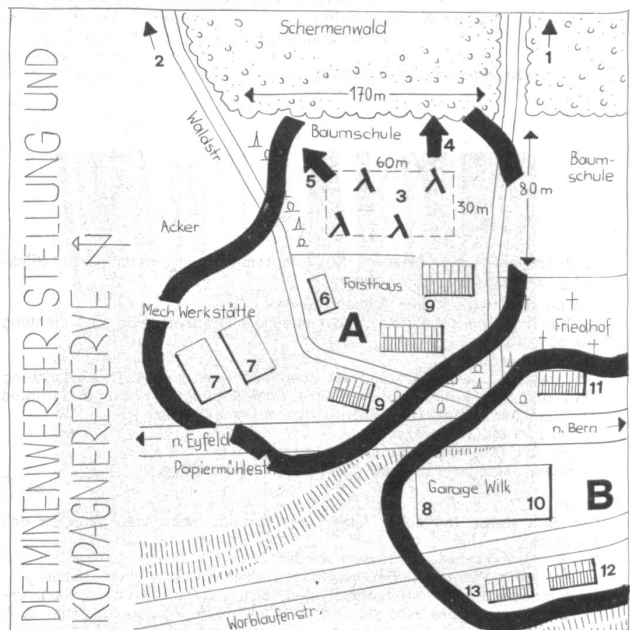 DIE MINENWERFER-STELLUNG UND
KOMPAGNIERESERVE
Schermenwald
1
2
170m
Waldstr
Baumschule
4
Baum-
schule
60m
5
3
80m
30m
Acker
N
Forsthaus
6
9
Mech Werkstätte
A
Friedhof
7
7
9
11
n. Eyfeld
n. Bern
Papiermühlestr
Garage Wilk
8
10
B
12
13
Worblaufenstr.